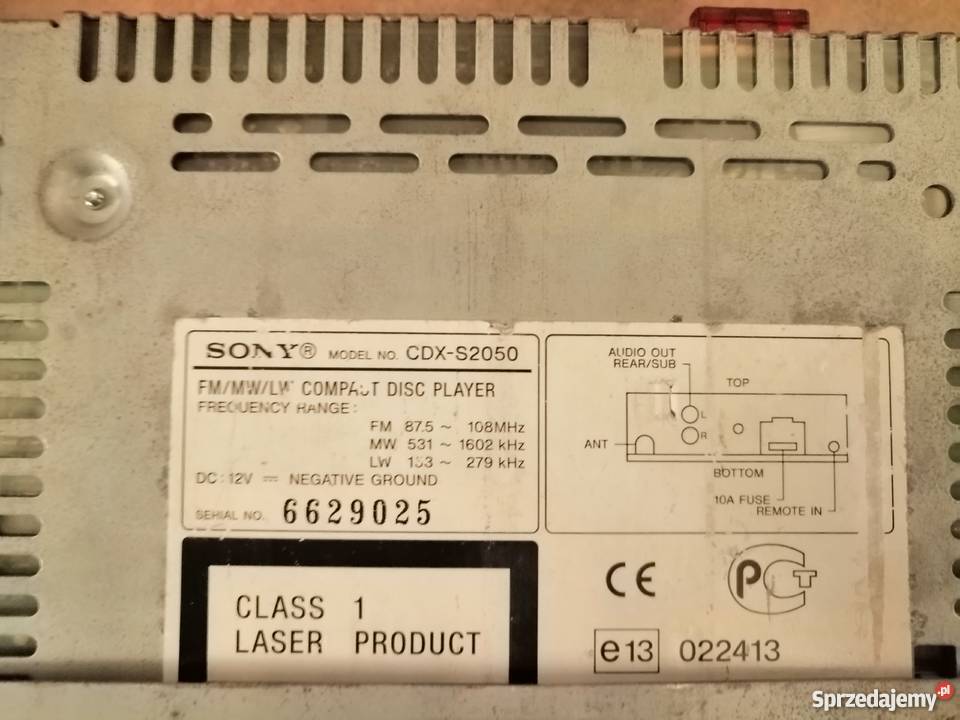 SONY® MODEL NO. CDX-S2050
FM/MW/LW COMPACT DISC PLAYER
FREQUENCY RANGE:
FM 87.5 ~ 108MHz
MW 531 ~ 1602 kHz
LW 153 ~ 279 kHz
DC: 12V ⎓ NEGATIVE GROUND
SERIAL NO. 6629025
AUDIO OUT
REAR/SUB
TOP
L
R
ANT
BOTTOM
10A FUSE
REMOTE IN
CLASS 1
LASER PRODUCT
CE
PCT
e13 022413
Sprzedajemy.pl